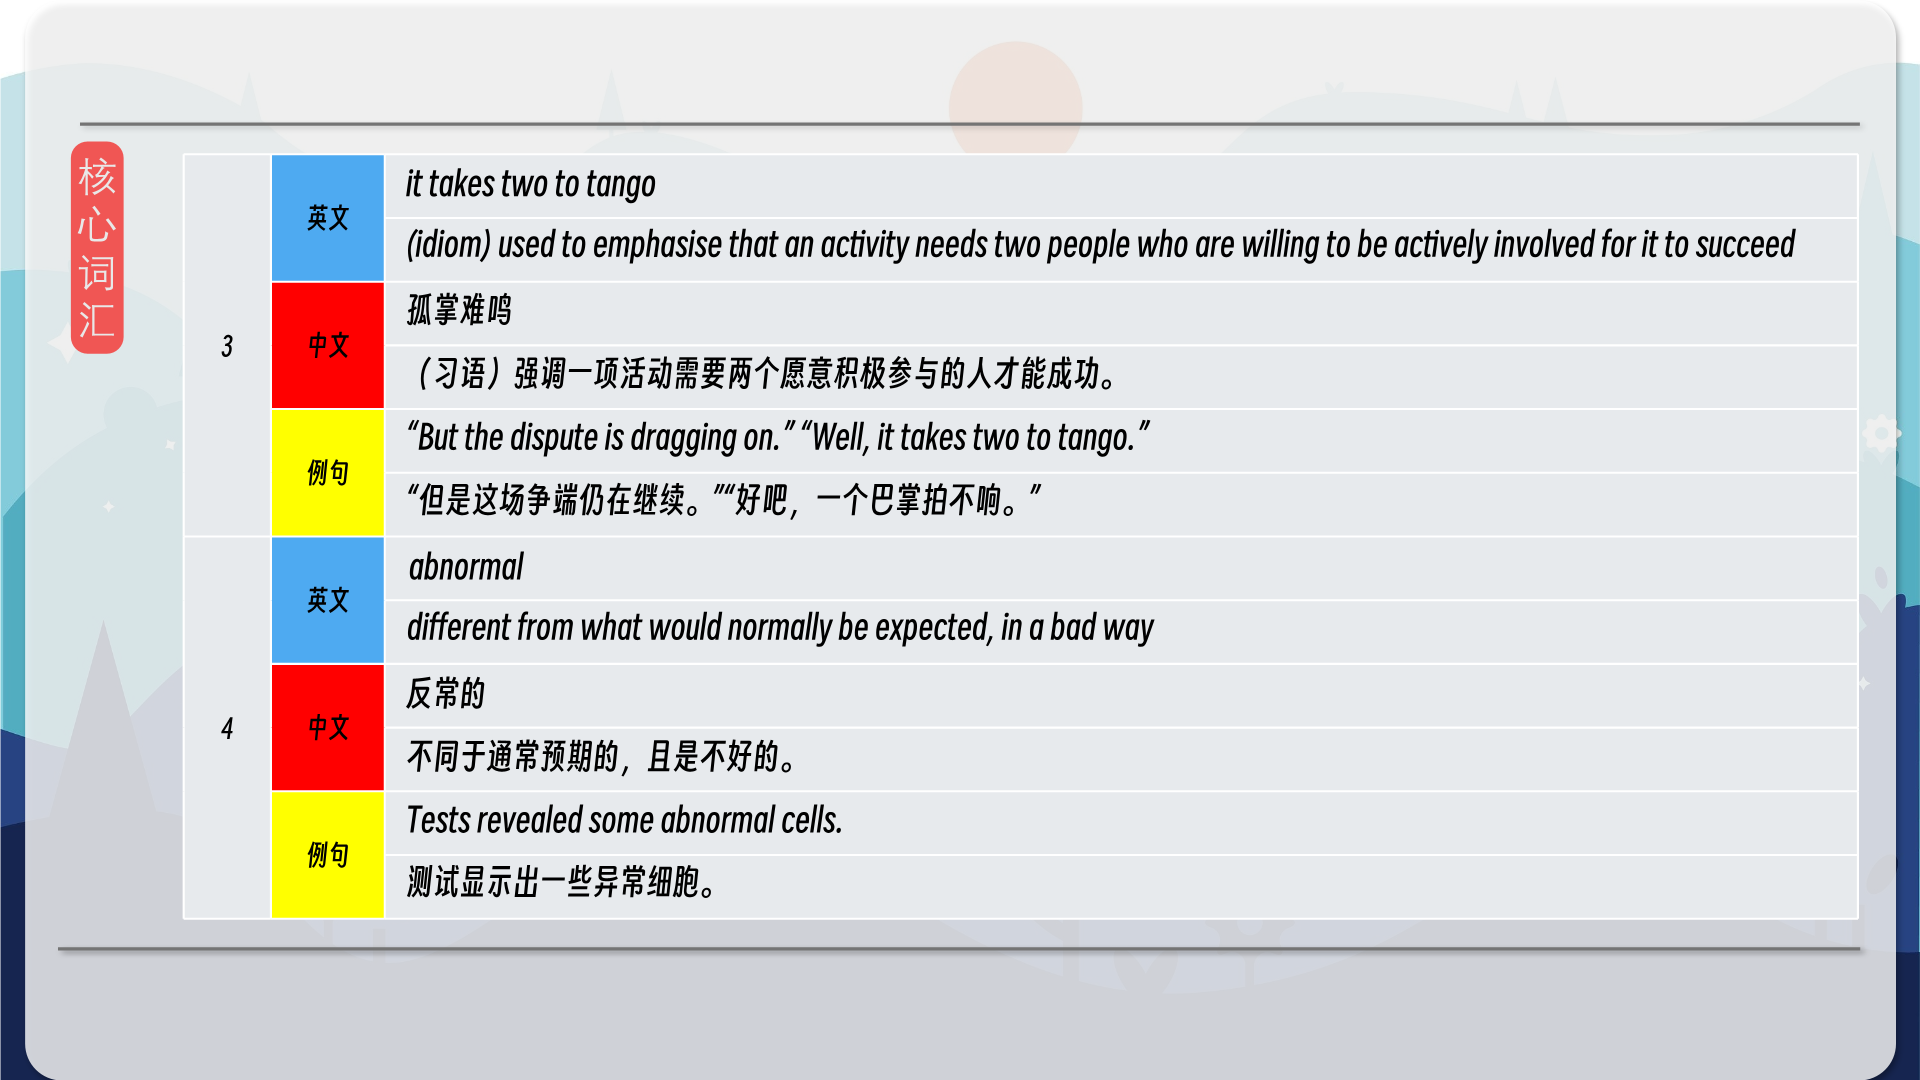 核
心
词
汇
3
英文
it takes two to tango
(idiom) used to emphasise that an activity needs two people who are willing to be actively involved for it to succeed
中文
孤掌难鸣
（习语）强调一项活动需要两个愿意积极参与的人才能成功。
例句
“But the dispute is dragging on.” “Well, it takes two to tango.”
“但是这场争端仍在继续。”“好吧，一个巴掌拍不响。”
4
英文
abnormal
different from what would normally be expected, in a bad way
中文
反常的
不同于通常预期的，且是不好的。
例句
Tests revealed some abnormal cells.
测试显示出一些异常细胞。